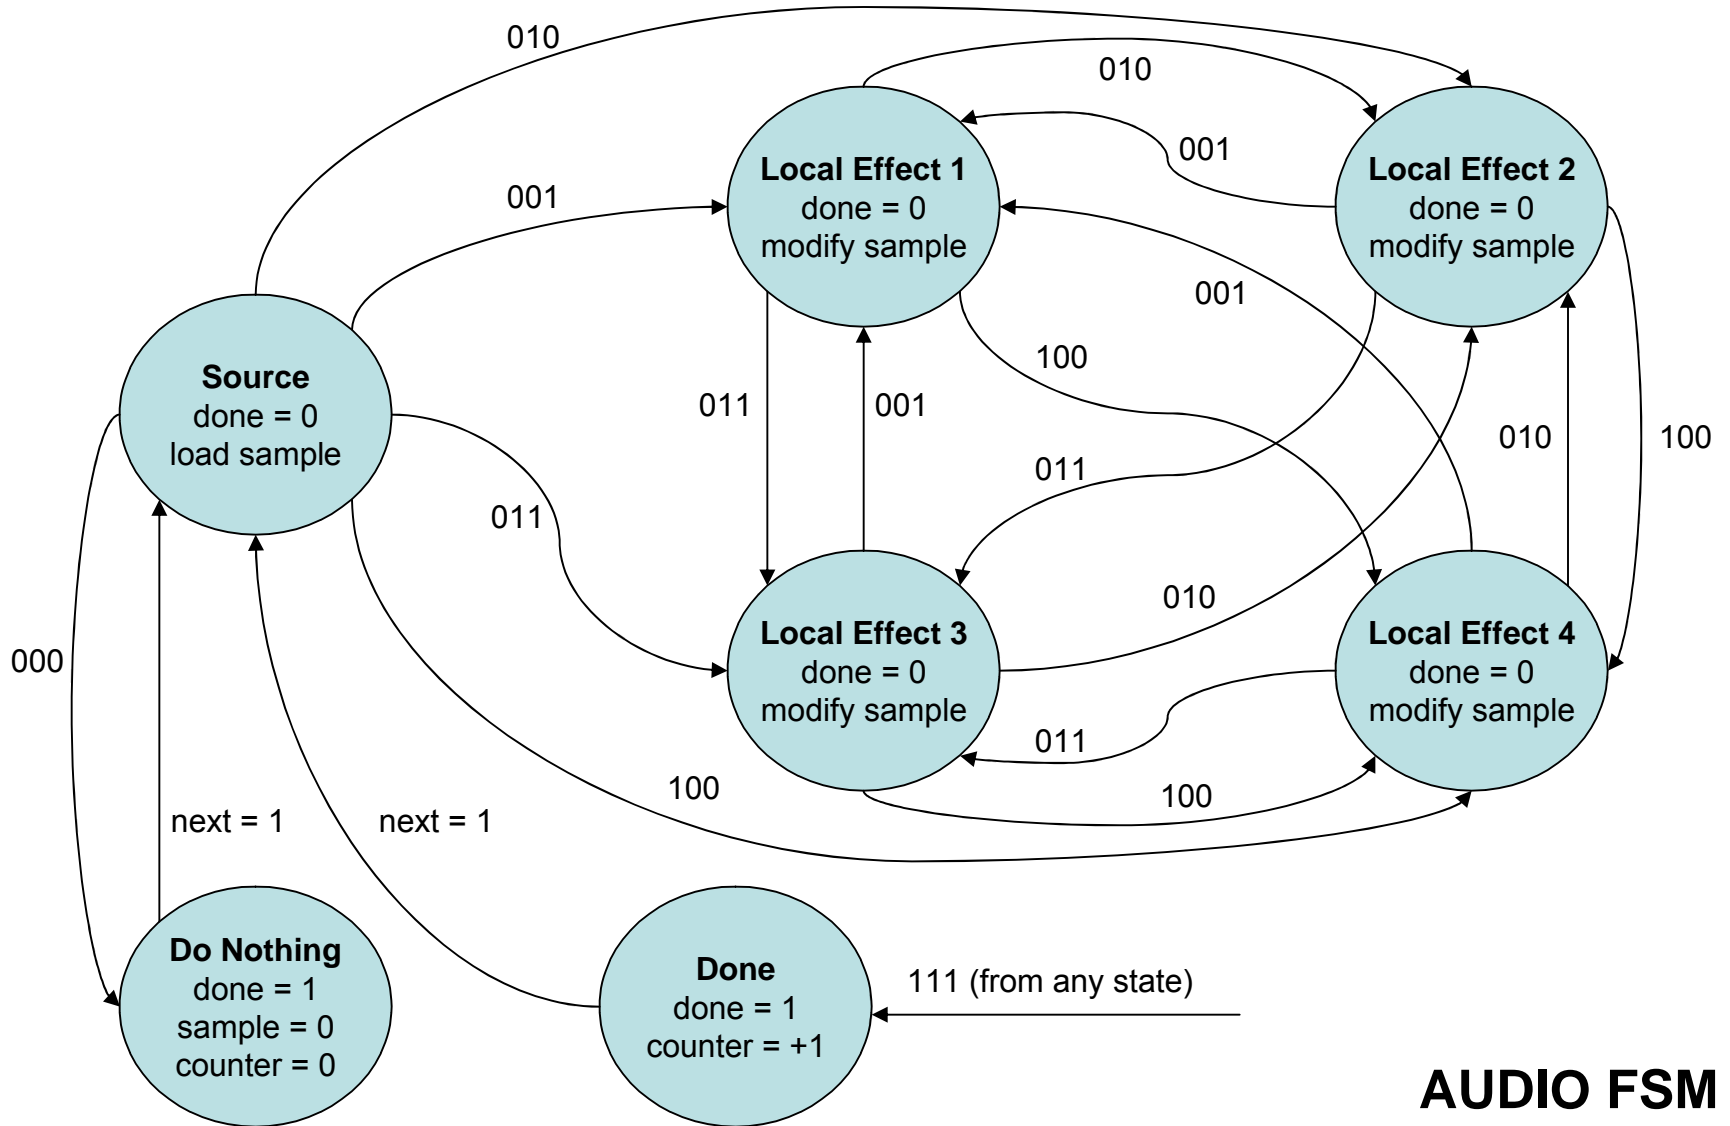 010
010
001
001
Local Effect 1
done = 0
modify sample
Local Effect 2
done = 0
modify sample
001
100
Source
done = 0
load sample
011
001
010
100
011
011
010
Local Effect 3
done = 0
modify sample
Local Effect 4
done = 0
modify sample
000
011
100
100
next = 1
next = 1
Do Nothing
done = 1
sample = 0
counter = 0
Done
done = 1
counter = +1
111 (from any state)
AUDIO FSM